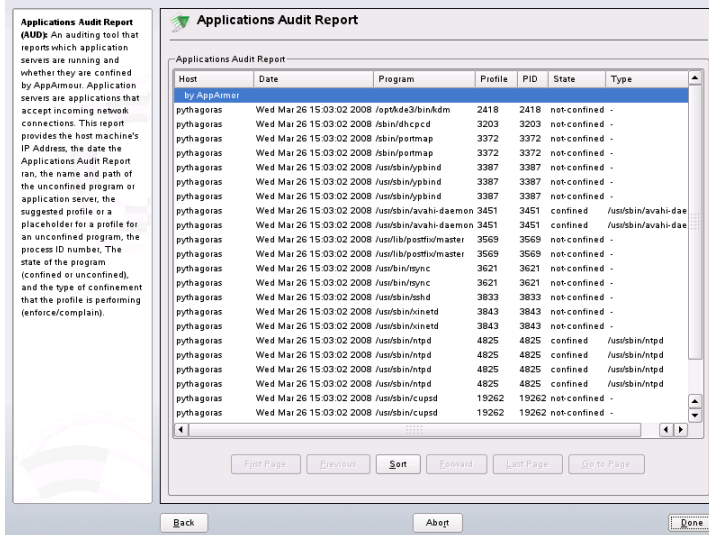 Applications Audit Report
(AUD): An auditing tool that
reports which application
servers are running and
whether they are confined
by AppArmour. Application
servers are applications that
accept incoming network
connections. This report
provides the host machine's
IP Address, the date the
Applications Audit Report
ran, the name and path of
the unconfined program or
application server, the
suggested profile or a
placeholder for a profile for
an unconfined program, the
process ID number, The
state of the program
(confined or unconfined),
and the type of confinement
that the profile is performing
(enforce/complain).
Applications Audit Report
Applications Audit Report
Host Date Program Profile PID State Type
by AppArmor
pythagoras Wed Mar 26 15:03:02 2008 /opt/kde3/bin/kdm 2418 2418 not-confined -
pythagoras Wed Mar 26 15:03:02 2008 /sbin/dhcpcd 3203 3203 not-confined -
pythagoras Wed Mar 26 15:03:02 2008 /sbin/portmap 3372 3372 not-confined -
pythagoras Wed Mar 26 15:03:02 2008 /sbin/portmap 3372 3372 not-confined -
pythagoras Wed Mar 26 15:03:02 2008 /usr/sbin/ypbind 3387 3387 not-confined -
pythagoras Wed Mar 26 15:03:02 2008 /usr/sbin/ypbind 3387 3387 not-confined -
pythagoras Wed Mar 26 15:03:02 2008 /usr/sbin/ypbind 3387 3387 not-confined -
pythagoras Wed Mar 26 15:03:02 2008 /usr/sbin/avahi-daemon 3451 3451 confined /usr/sbin/avahi-dae
pythagoras Wed Mar 26 15:03:02 2008 /usr/sbin/avahi-daemon 3451 3451 confined /usr/sbin/avahi-dae
pythagoras Wed Mar 26 15:03:02 2008 /usr/lib/postfix/master 3569 3569 not-confined -
pythagoras Wed Mar 26 15:03:02 2008 /usr/lib/postfix/master 3569 3569 not-confined -
pythagoras Wed Mar 26 15:03:02 2008 /usr/bin/rsync 3621 3621 not-confined -
pythagoras Wed Mar 26 15:03:02 2008 /usr/bin/rsync 3621 3621 not-confined -
pythagoras Wed Mar 26 15:03:02 2008 /usr/sbin/sshd 3833 3833 not-confined -
pythagoras Wed Mar 26 15:03:02 2008 /usr/sbin/xinetd 3843 3843 not-confined -
pythagoras Wed Mar 26 15:03:02 2008 /usr/sbin/xinetd 3843 3843 not-confined -
pythagoras Wed Mar 26 15:03:02 2008 /usr/sbin/ntpd 4825 4825 confined /usr/sbin/ntpd
pythagoras Wed Mar 26 15:03:02 2008 /usr/sbin/ntpd 4825 4825 confined /usr/sbin/ntpd
pythagoras Wed Mar 26 15:03:02 2008 /usr/sbin/ntpd 4825 4825 confined /usr/sbin/ntpd
pythagoras Wed Mar 26 15:03:02 2008 /usr/sbin/ntpd 4825 4825 confined /usr/sbin/ntpd
pythagoras Wed Mar 26 15:03:02 2008 /usr/sbin/cupsd 19262 19262 not-confined -
pythagoras Wed Mar 26 15:03:02 2008 /usr/sbin/cupsd 19262 19262 not-confined -
First Page Previous Sort Forward Last Page Go to Page
Back Abort Done